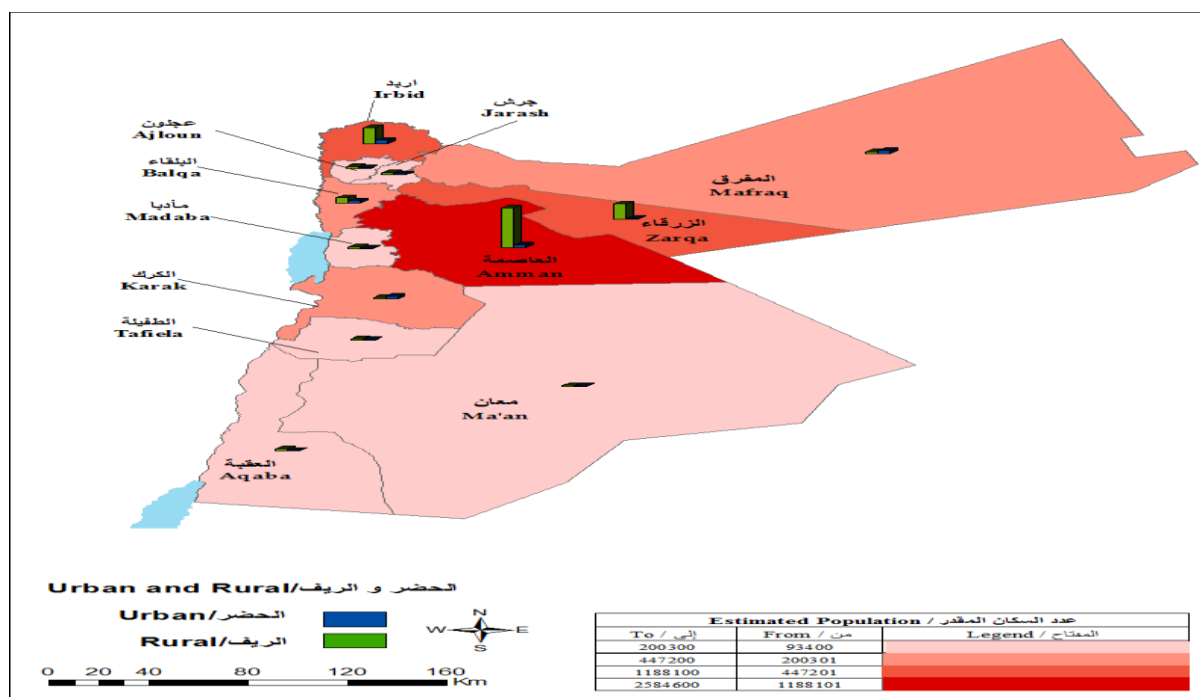 اربد
Irbid
جرش
Jarash
عجلون
Ajloun
البلقاء
Balqa
مأدبا
Madaba
المفرق
Mafraq
الزرقاء
Zarqa
العاصمة
Amman
الكرك
Karak
الطفيلة
Tafiela
معان
Ma'an
العقبة
Aqaba
Urban and Rural/الحضر و الريف
Urban/الحضر
Rural/الريف
N
W E
S
0 20 40 80 120 160
Km
Estimated Population / عدد السكان المقدر
To / إلى From / من Legend / المفتاح
200300 93400
447200 200301
1188100 447201
2584600 1188101